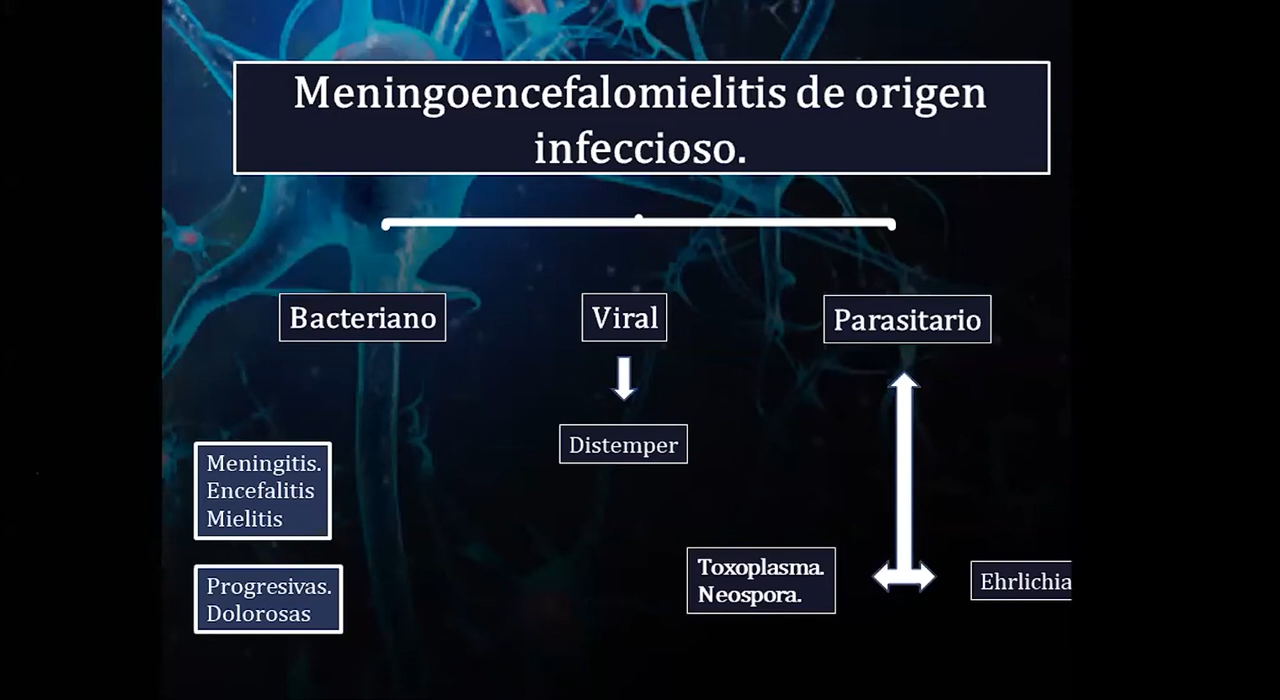 Meningoencefalomielitis de origen
infeccioso.
Bacteriano
Viral
Parasitario
Distemper
Meningitis.
Encefalitis
Mielitis
Toxoplasma.
Neospora.
Ehrlichia
Progresivas.
Dolorosas